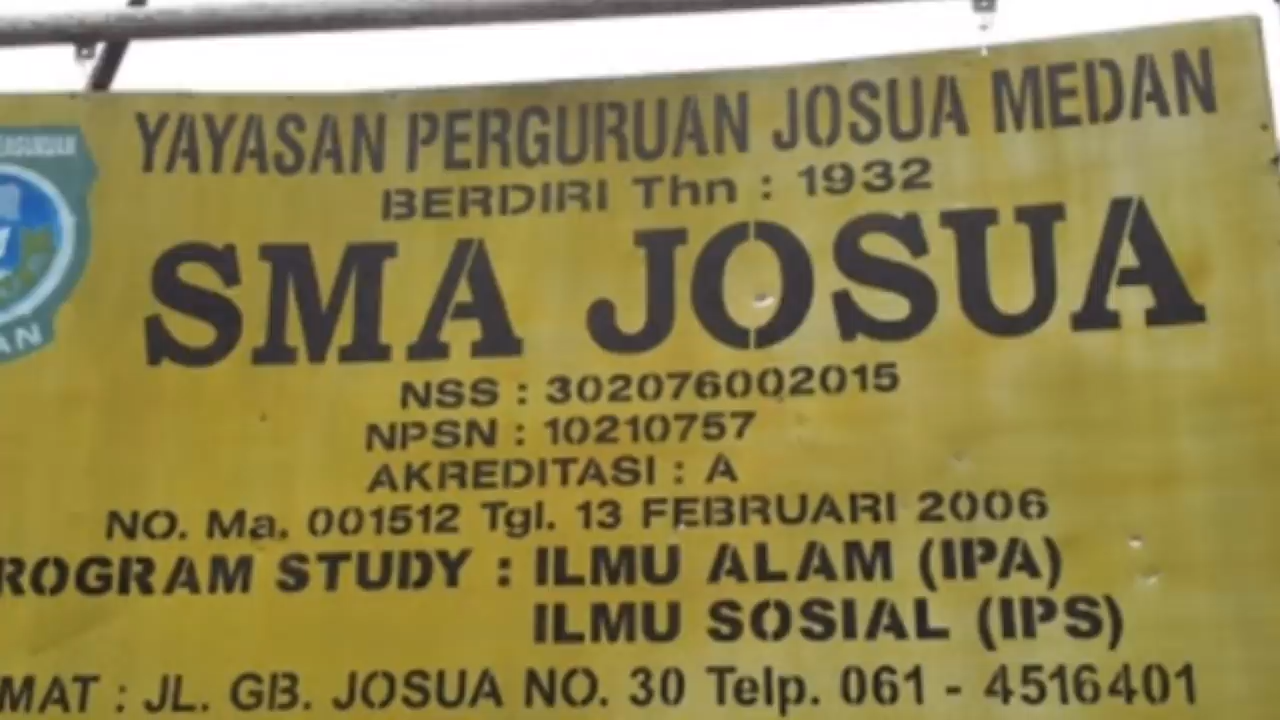 YAYASAN PERGURUAN JOSUA MEDAN
BERDIRI Thn : 1932
SMA JOSUA
NSS : 302076002015
NPSN : 10210757
AKREDITASI : A
NO. Ma. 001512 Tgl. 13 FEBRUARI 2006
ROGRAM STUDY : ILMU ALAM (IPA)
ILMU SOSIAL (IPS)
MAT : JL. GB. JOSUA NO. 30 Telp. 061 - 4516401